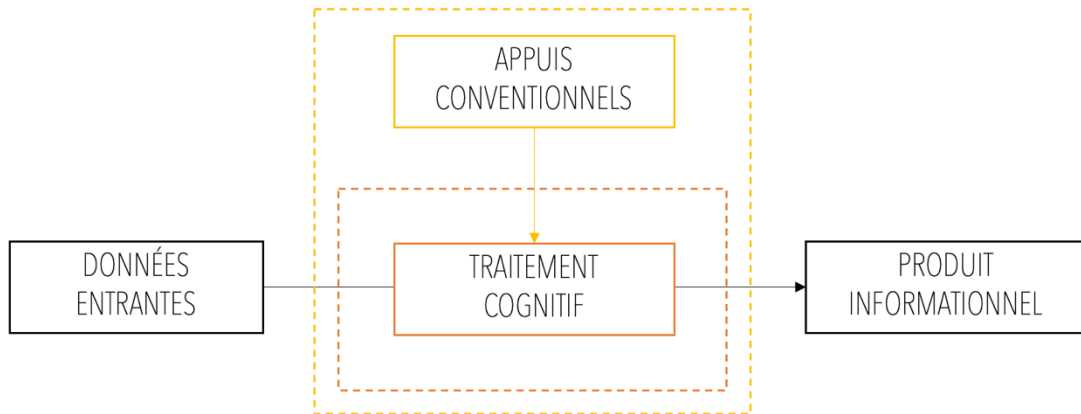 APPUIS
CONVENTIONNELS
DONNÉES
ENTRANTES
TRAITEMENT
COGNITIF
PRODUIT
INFORMATIONNEL